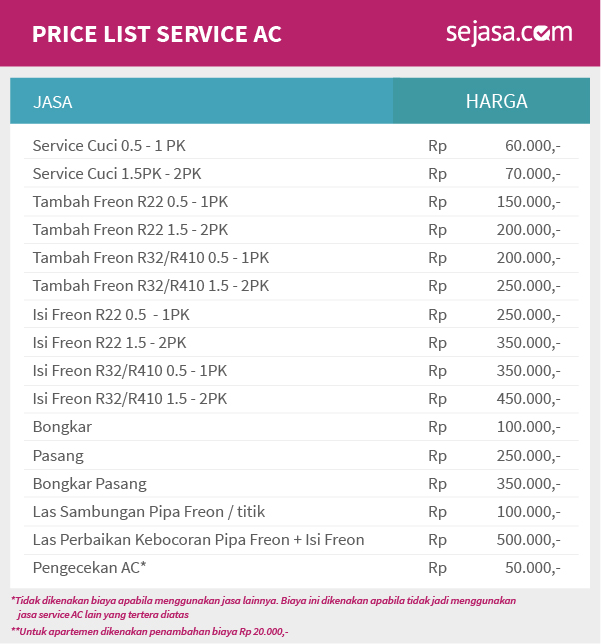 PRICE LIST SERVICE AC
sejasa.com
JASA HARGA
Service Cuci 0.5 - 1 PK Rp 60.000,-
Service Cuci 1.5PK - 2PK Rp 70.000,-
Tambah Freon R22 0.5 - 1PK Rp 150.000,-
Tambah Freon R22 1.5 - 2PK Rp 200.000,-
Tambah Freon R32/R410 0.5 - 1PK Rp 200.000,-
Tambah Freon R32/R410 1.5 - 2PK Rp 250.000,-
Isi Freon R22 0.5 - 1PK Rp 250.000,-
Isi Freon R22 1.5 - 2PK Rp 350.000,-
Isi Freon R32/R410 0.5 - 1PK Rp 350.000,-
Isi Freon R32/R410 1.5 - 2PK Rp 450.000,-
Bongkar Rp 100.000,-
Pasang Rp 250.000,-
Bongkar Pasang Rp 350.000,-
Las Sambungan Pipa Freon / titik Rp 100.000,-
Las Perbaikan Kebocoran Pipa Freon + Isi Freon Rp 500.000,-
Pengecekan AC* Rp 50.000,-
*Tidak dikenakan biaya apabila menggunakan jasa lainnya. Biaya ini dikenakan apabila tidak jadi menggunakan
jasa service AC lain yang tertera diatas
**Untuk apartemen dikenakan penambahan biaya Rp 20.000,-